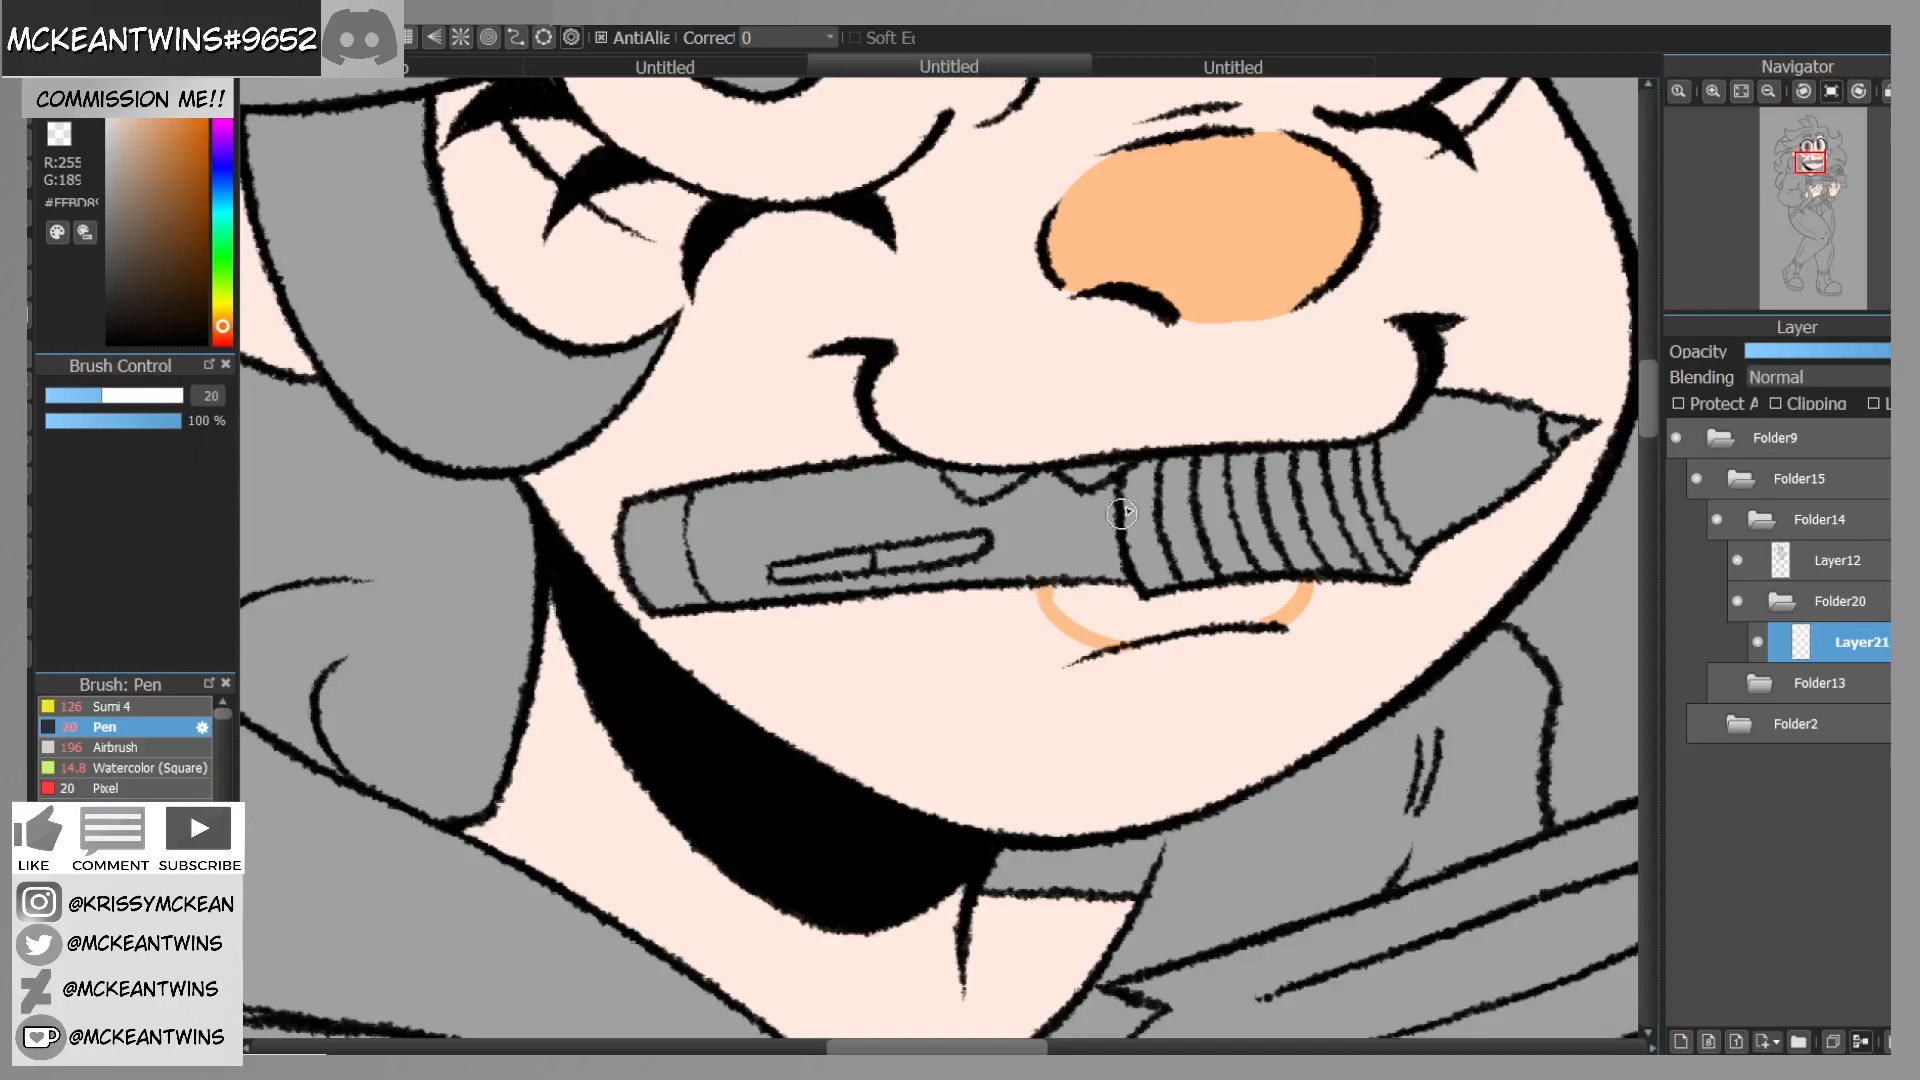 MCKEANTWINS#9652
COMMISSION ME!!
AntiAlia
Correct 0
Soft Ec
Untitled
Untitled
Untitled
Navigator
R:255
G:189
Brush Control
20
100 %
Brush: Pen
126 Sumi 4
20 Pen
196 Airbrush
14.8 Watercolor (Square)
20 Pixel
LIKE COMMENT SUBSCRIBE
@KRISSYMCKEAN
@MCKEANTWINS
@MCKEANTWINS
@MCKEANTWINS
Layer
Opacity
Blending Normal
Protect A Clipping L
Folder9
Folder15
Folder14
Layer12
Folder20
Layer21
Folder13
Folder2